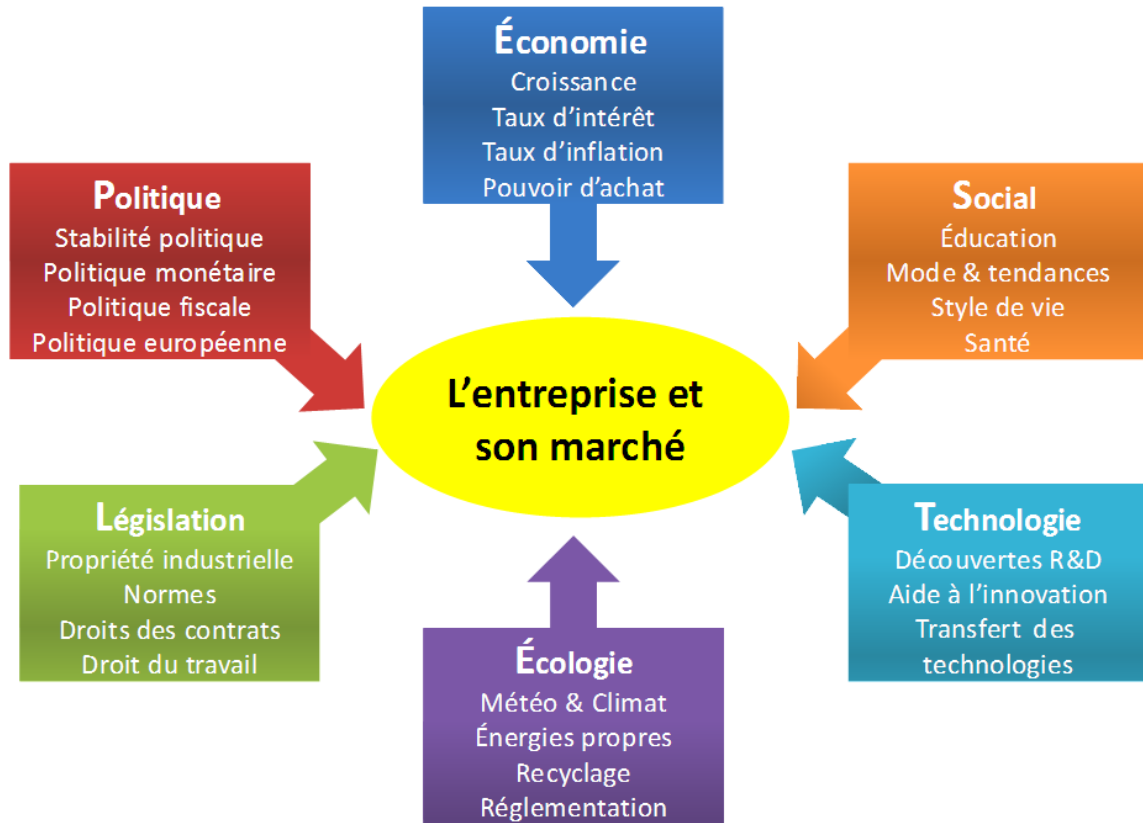 Économie
Croissance
Taux d'intérêt
Taux d'inflation
Pouvoir d'achat
Politique
Stabilité politique
Politique monétaire
Politique fiscale
Politique européenne
Social
Éducation
Mode & tendances
Style de vie
Santé
L'entreprise et
son marché
Législation
Propriété industrielle
Normes
Droits des contrats
Droit du travail
Technologie
Découvertes R&D
Aide à l'innovation
Transfert des
technologies
Écologie
Météo & Climat
Énergies propres
Recyclage
Réglementation